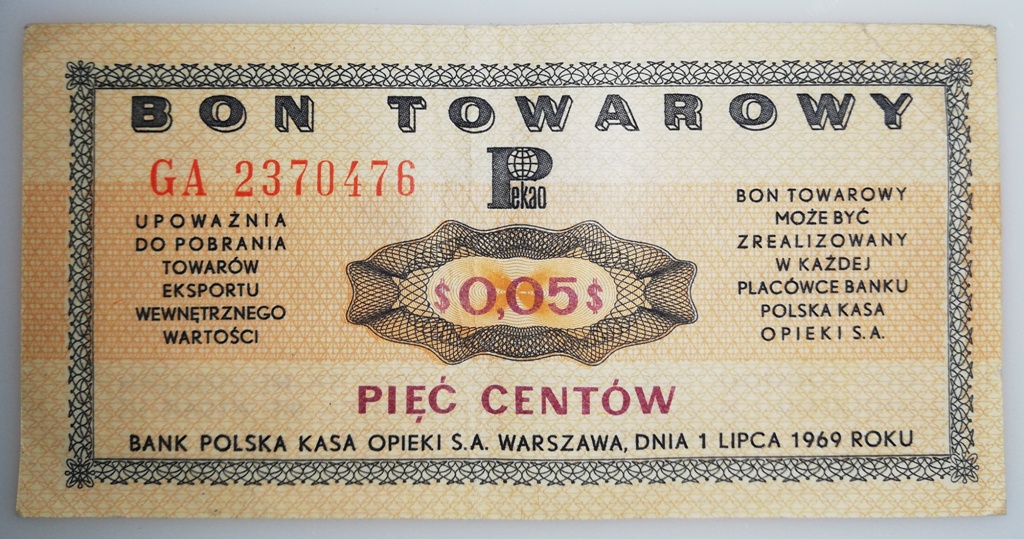 BON TOWAROWY
GA 2370476
Pekao
UPOWAŻNIA
DO POBRANIA
TOWARÓW
EKSPORTU
WEWNĘTRZNEGO
WARTOŚCI
$0,05$
BON TOWAROWY
MOŻE BYĆ
ZREALIZOWANY
W KAŻDEJ
PLACÓWCE BANKU
POLSKA KASA
OPIEKI S.A.
PIĘĆ CENTÓW
BANK POLSKA KASA OPIEKI S.A. WARSZAWA, DNIA 1 LIPCA 1969 ROKU